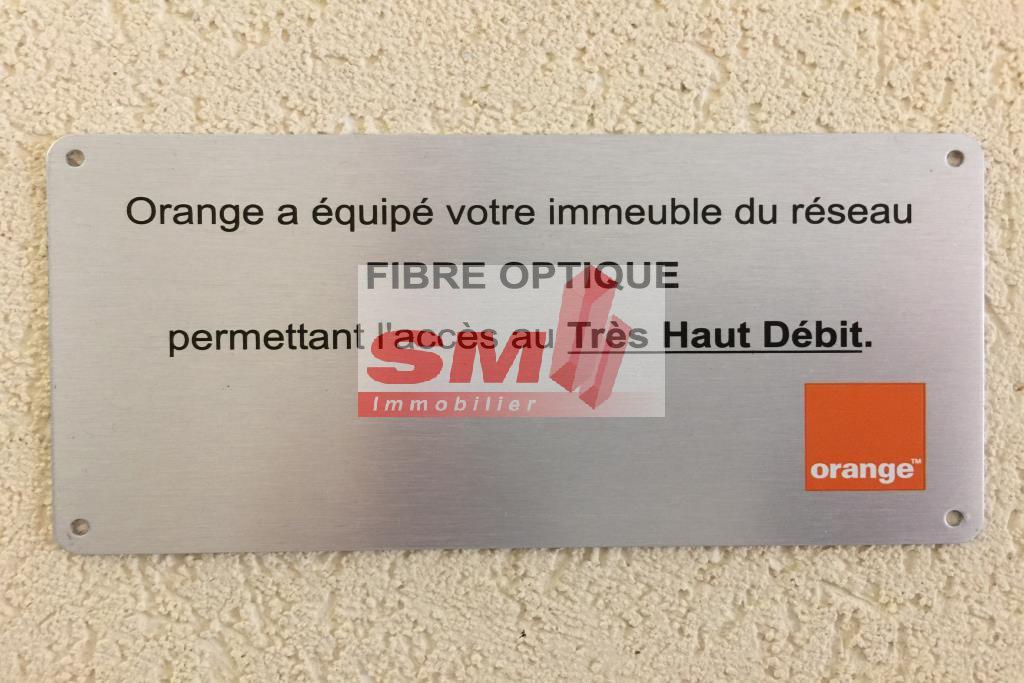 Orange a équipé votre immeuble du réseau
FIBRE OPTIQUE
permettant l'accès au Très Haut Débit.
SM
Immobilier
orange™